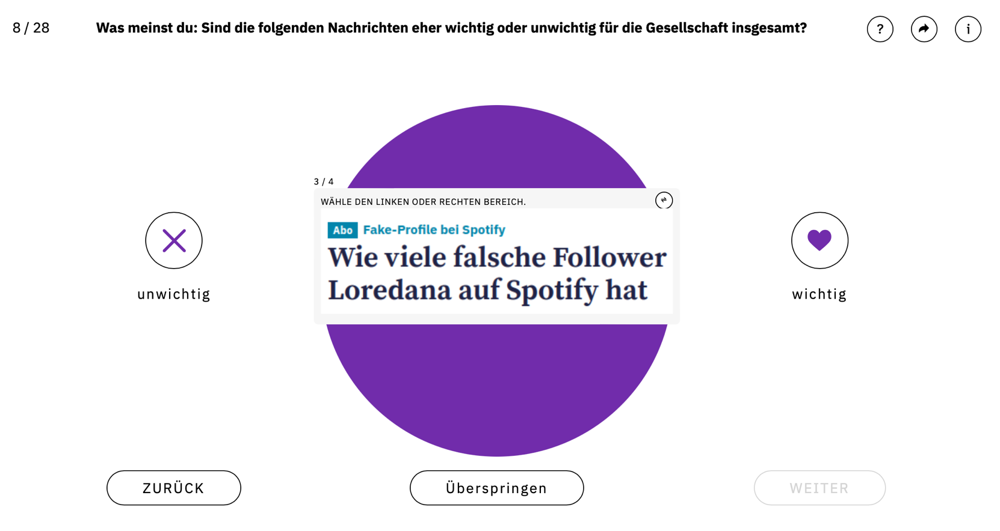 8 / 28
Was meinst du: Sind die folgenden Nachrichten eher wichtig oder unwichtig für die Gesellschaft insgesamt?
?
i
3 / 4
WÄHLE DEN LINKEN ODER RECHTEN BEREICH.
Abo Fake-Profile bei Spotify
Wie viele falsche Follower
Loredana auf Spotify hat
unwichtig
wichtig
ZURÜCK
Überspringen
WEITER